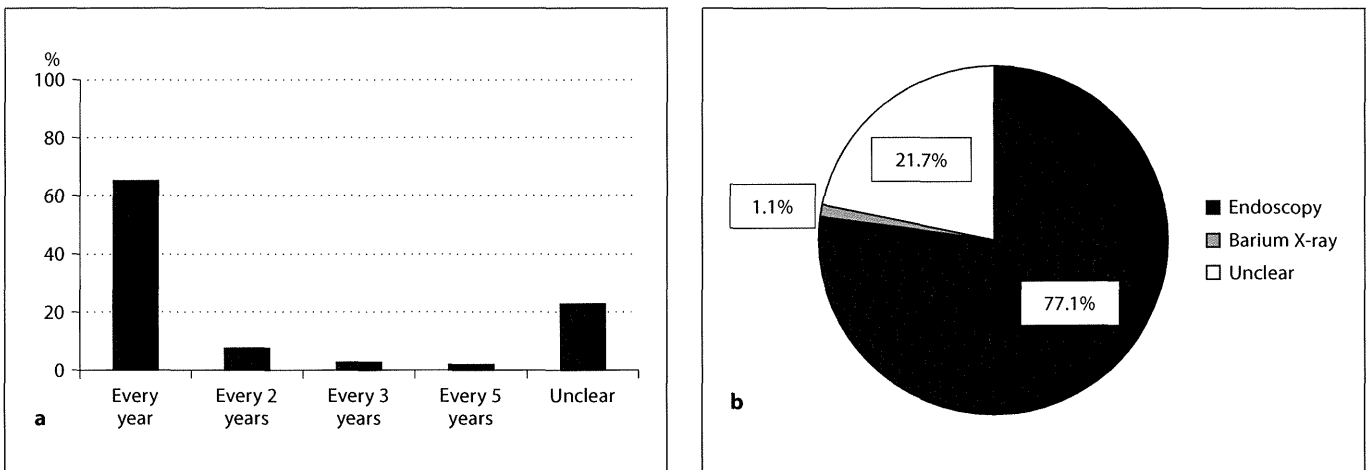 %
100
80
60
40
20
0
Every year
Every 2 years
Every 3 years
Every 5 years
Unclear
a
21.7%
1.1%
77.1%
Endoscopy
Barium X-ray
Unclear
b